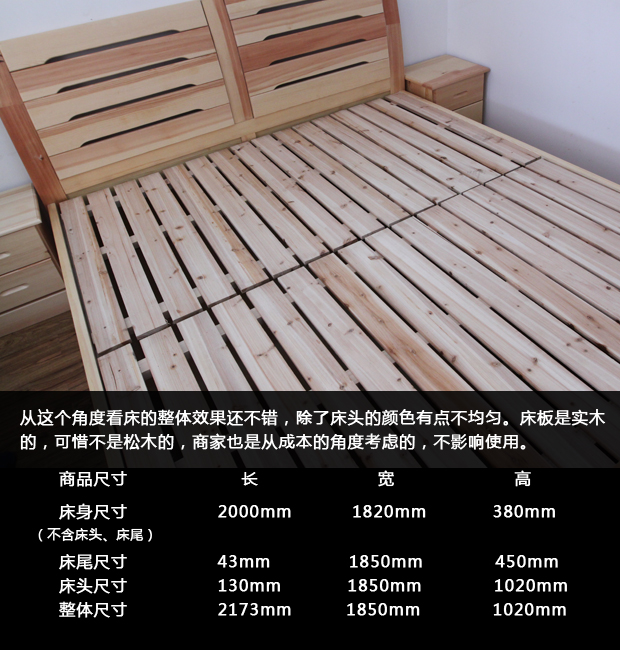 从这个角度看床的整体效果还不错，除了床头的颜色有点不均匀。床板是实木
的，可惜不是松木的，商家也是从成本的角度考虑的，不影响使用。
商品尺寸 长 宽 高
床身尺寸 2000mm 1820mm 380mm
（不含床头、床尾）
床尾尺寸 43mm 1850mm 450mm
床头尺寸 130mm 1850mm 1020mm
整体尺寸 2173mm 1850mm 1020mm